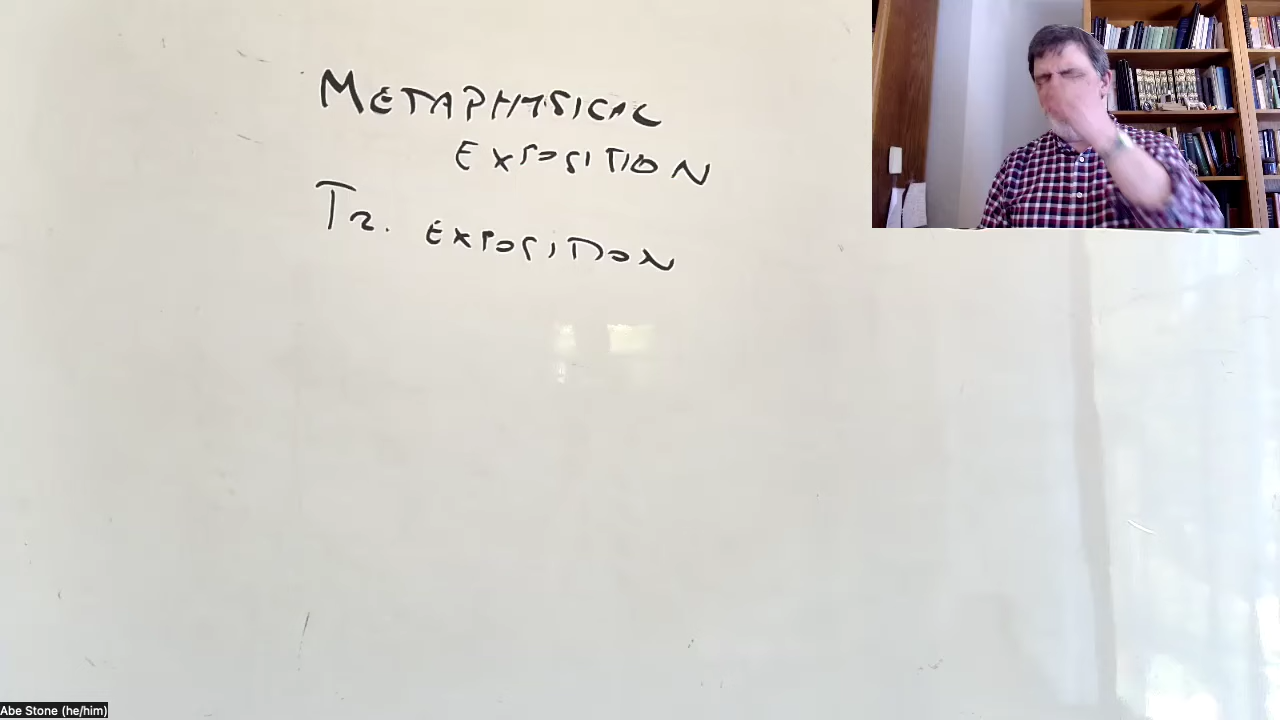 METAPHYSICAL
EXPOSITION
Tr. EXPOSITION
Abe Stone (he/him)